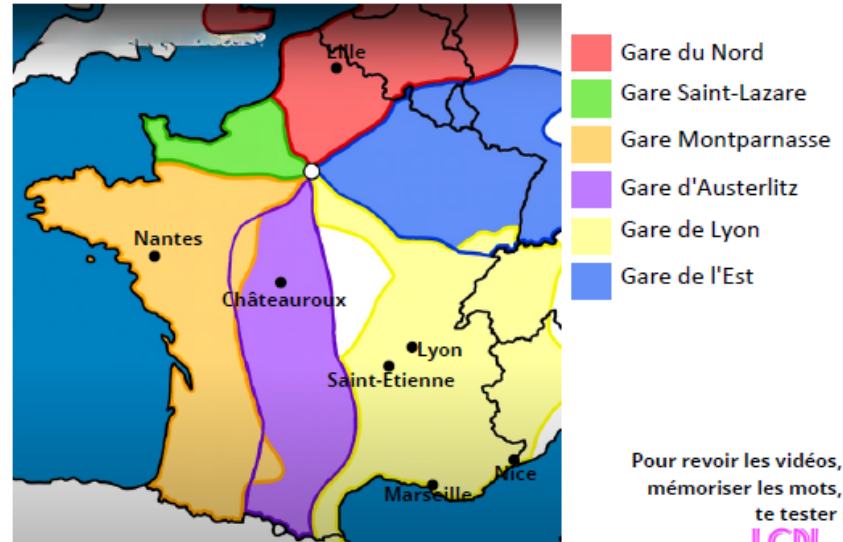 Lille
Nantes
Châteauroux
Lyon
Saint-Etienne
Marseille
Nice
Gare du Nord
Gare Saint-Lazare
Gare Montparnasse
Gare d'Austerlitz
Gare de Lyon
Gare de l'Est
Pour revoir les vidéos,
mémoriser les mots,
te tester